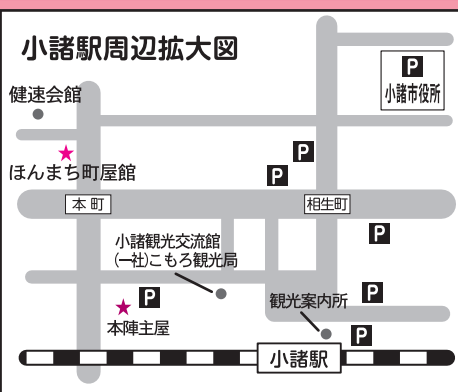 小諸駅周辺拡大図
P
小諸市役所
健速会館
P
ほんまち町屋館
P
本町
相生町
P
小諸観光交流館
(一社)こもろ観光局
P
P
観光案内所
本陣主屋
P
小諸駅